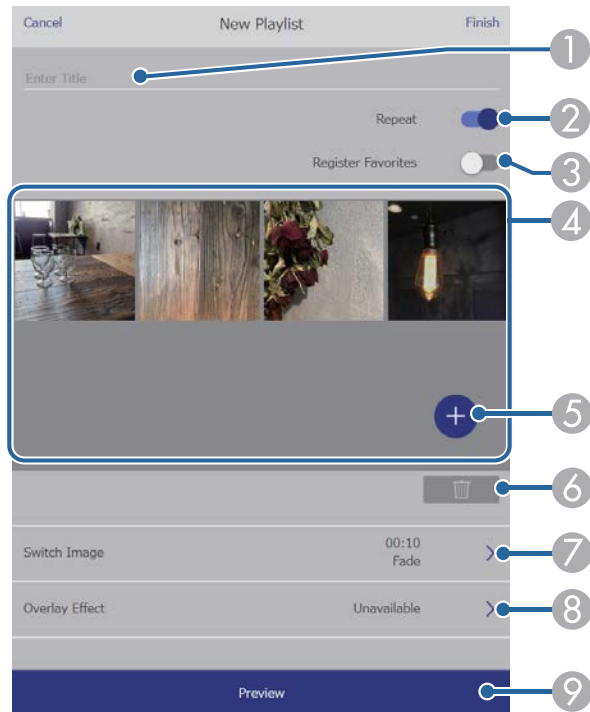 Cancel New Playlist Finish
1
Enter Title
Repeat 2
Register Favorites 3
4
5
6
Switch Image 00:10 7
Fade
Overlay Effect Unavailable 8
Preview 9